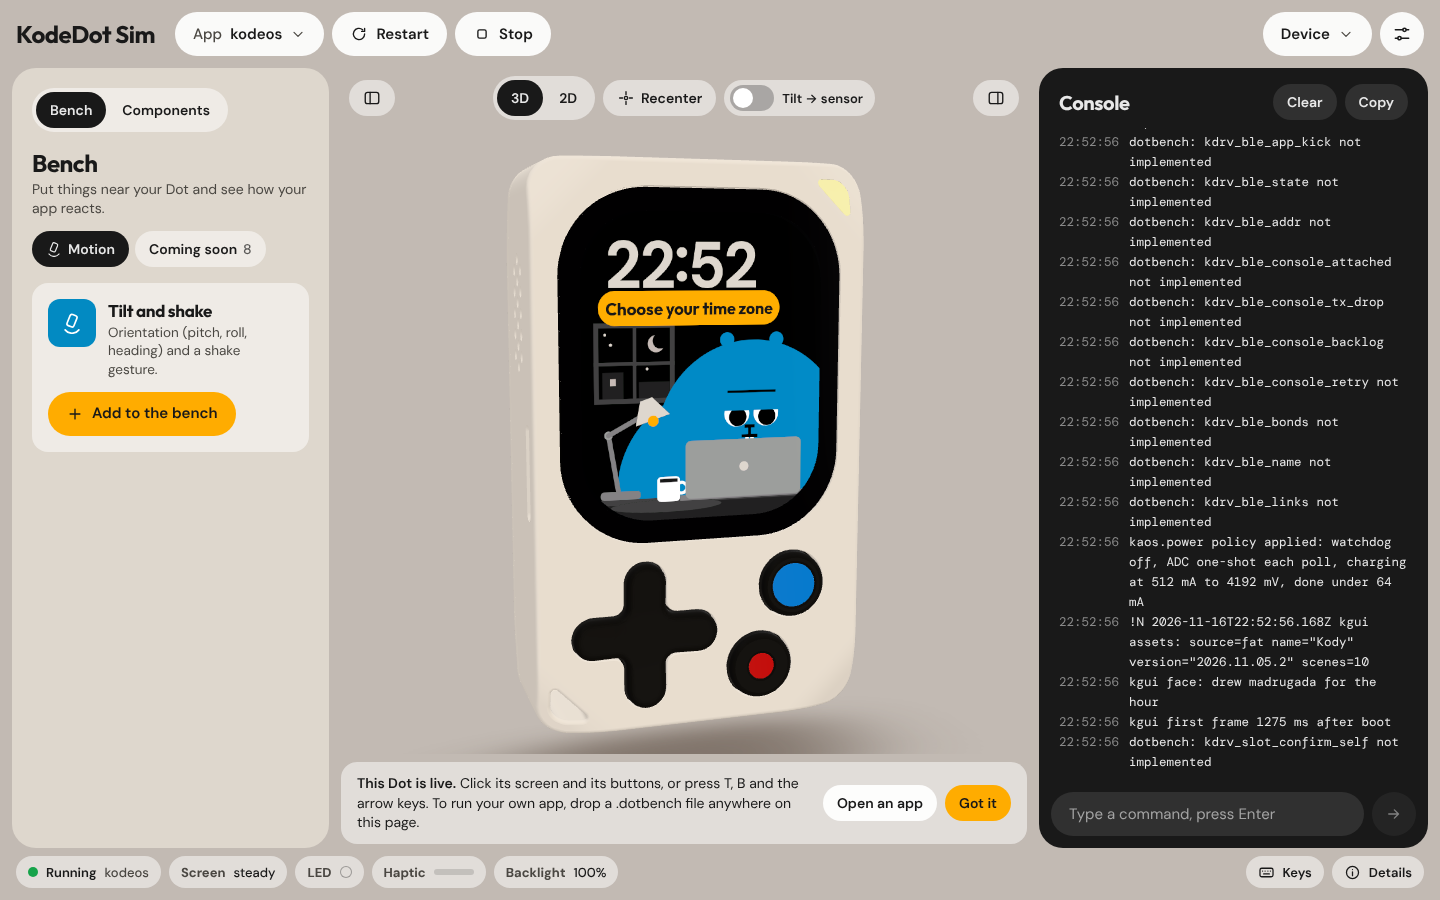 KodeDot Sim
App kodeos
Restart
Stop
Device
Bench
Components
Bench
Put things near your Dot and see how your
app reacts.
Motion
Coming soon 8
Tilt and shake
Orientation (pitch, roll,
heading) and a shake
gesture.
Add to the bench
3D
2D
Recenter
Tilt → sensor
22:52
Choose your time zone
This Dot is live. Click its screen and its buttons, or press T, B and the
arrow keys. To run your own app, drop a .dotbench file anywhere on
this page.
Open an app
Got it
Console
Clear
Copy
22:52:56 dotbench: kdrv_ble_app_kick not
implemented
22:52:56 dotbench: kdrv_ble_state not
implemented
22:52:56 dotbench: kdrv_ble_addr not
implemented
22:52:56 dotbench: kdrv_ble_console_attached
not implemented
22:52:56 dotbench: kdrv_ble_console_tx_drop
not implemented
22:52:56 dotbench: kdrv_ble_console_backlog
not implemented
22:52:56 dotbench: kdrv_ble_console_retry not
implemented
22:52:56 dotbench: kdrv_ble_bonds not
implemented
22:52:56 dotbench: kdrv_ble_name not
implemented
22:52:56 dotbench: kdrv_ble_links not
implemented
22:52:56 kaos.power policy applied: watchdog
off, ADC one-shot each poll, charging
at 512 mA to 4192 mV, done under 64
mA
22:52:56 !N 2026-11-16T22:52:56.168Z kgui
assets: source=fat name="Kody"
version="2026.11.05.2" scenes=10
22:52:56 kgui face: drew madrugada for the
hour
22:52:56 kgui first frame 1275 ms after boot
22:52:56 dotbench: kdrv_slot_confirm_self not
implemented
Type a command, press Enter
Running kodeos
Screen steady
LED
Haptic
Backlight 100%
Keys
Details